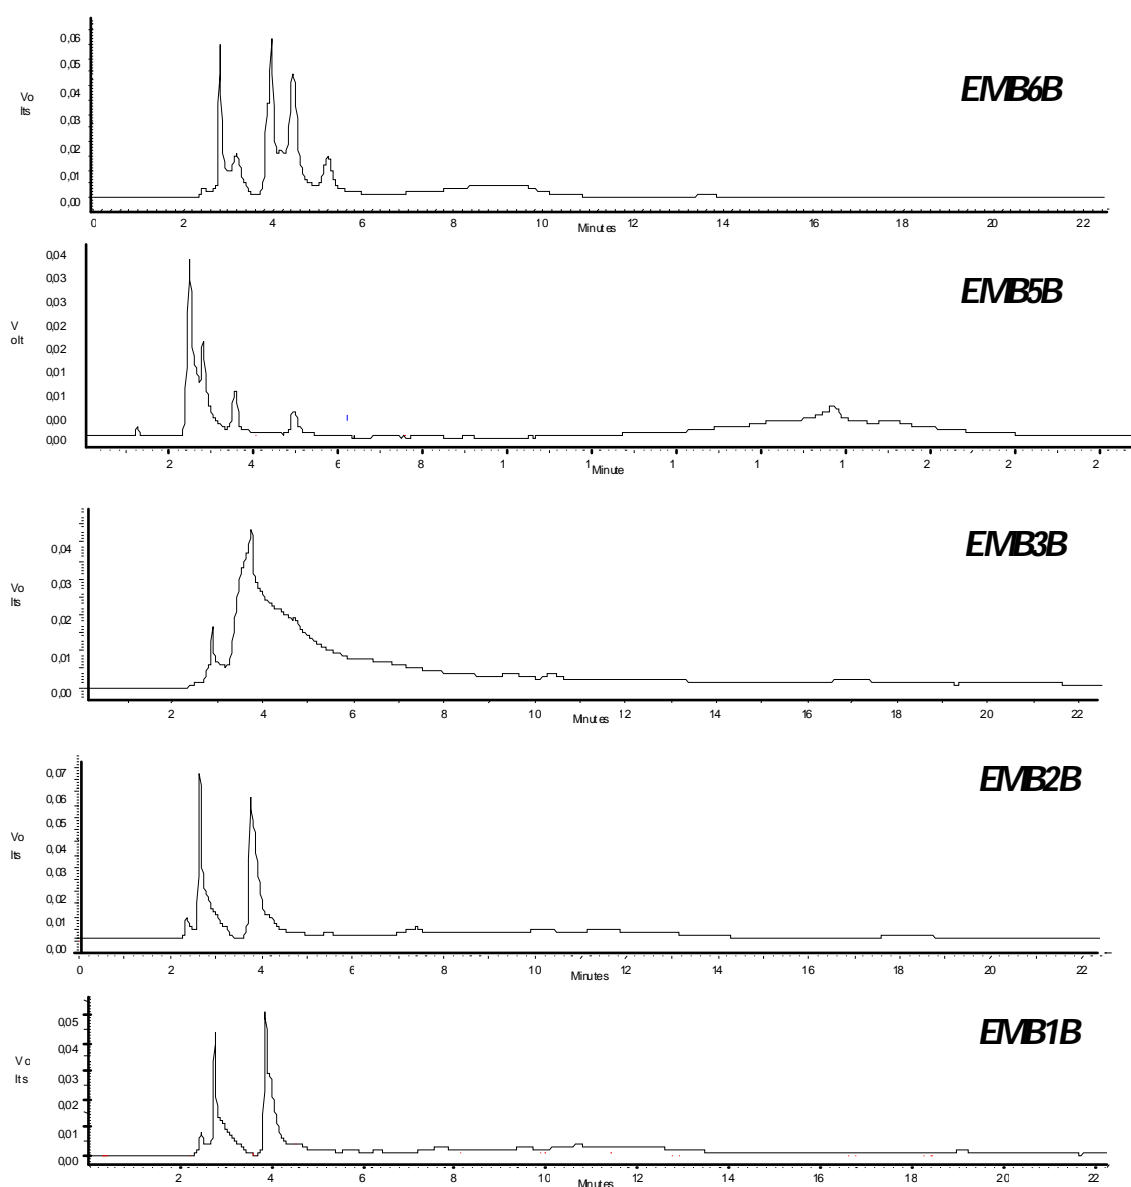 EMB6B
0,06
0,05
0,04
0,03
0,02
0,01
0,00
Vo
lts
0 2 4 6 8 10 12 14 16 18 20 22
Minutes
EMB5B
0,04
0,03
0,03
0,02
0,02
0,01
0,01
0,00
0,00
V
olt
2 4 6 8 1 1 1 1 1 2 2 2
Minute
EMB3B
0,04
0,03
0,02
0,01
0,00
Vo
lts
2 4 6 8 10 12 14 16 18 20 22
Minutes
EMB2B
0,07
0,06
0,05
0,04
0,03
0,02
0,01
0,00
Vo
lts
0 2 4 6 8 10 12 14 16 18 20 22
Minutes
EMB1B
0,05
0,04
0,03
0,02
0,01
0,00
Vo
lts
2 4 6 8 10 12 14 16 18 20 22
Minutes